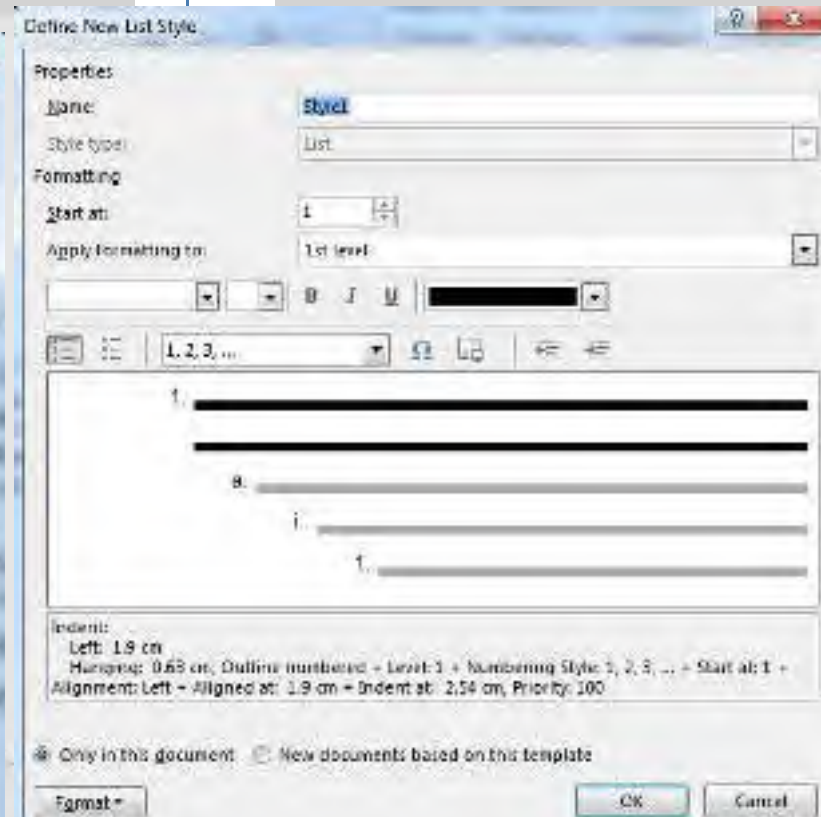 Define New List Style
Properties
Name: Style1
Style type: List
Formatting
Start at: 1
Apply formatting to: 1st level
B I U
1, 2, 3, ... Ω
1.
a.
i.
1.
Indent:
Left: 1.9 cm
Hanging: 0.63 cm, Outline numbered + Level: 1 + Numbering Style: 1, 2, 3, ... + Start at: 1 +
Alignment: Left + Aligned at: 1.9 cm + Indent at: 2.54 cm, Priority: 100
Only in this document New documents based on this template
Format OK Cancel